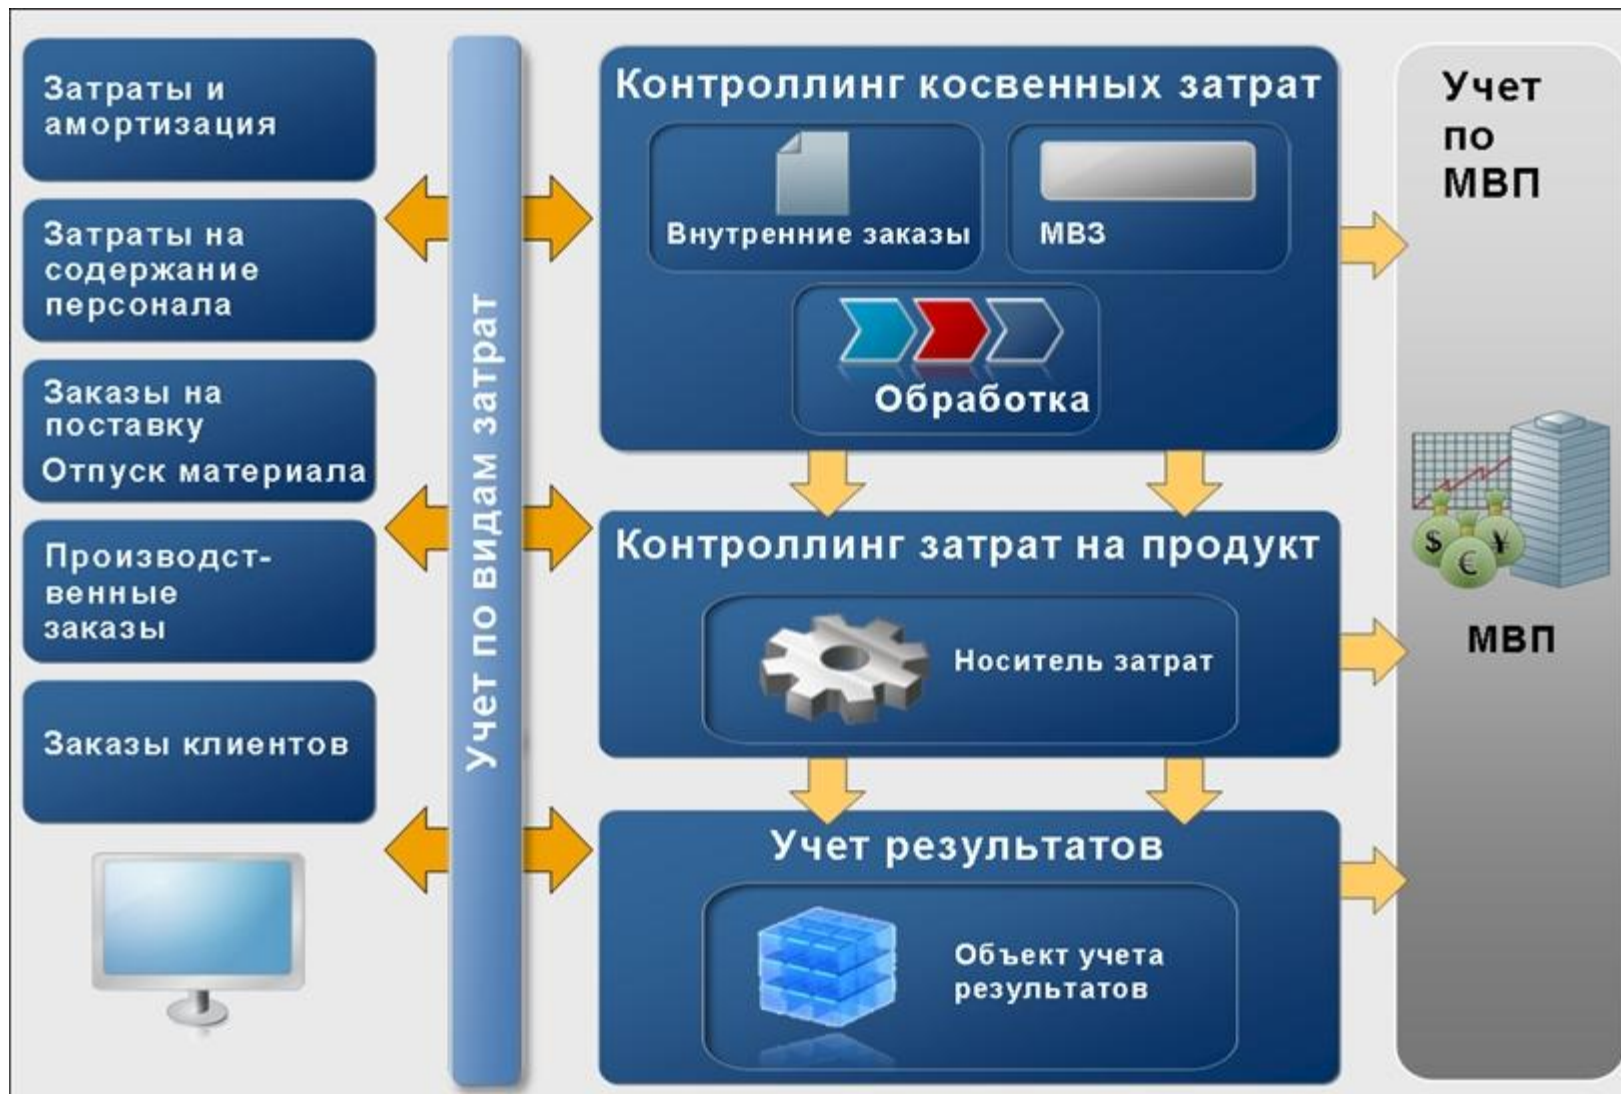 Затраты и
амортизация
Затраты на
содержание
персонала
Заказы на
поставку
Отпуск материала
Производст-
венные
заказы
Заказы клиентов
Учет по видам затрат
Контроллинг косвенных затрат
Внутренние заказы
МВЗ
Обработка
Контроллинг затрат на продукт
Носитель затрат
Учет результатов
Объект учета
результатов
Учет
по
МВП
$
€
¥
МВП